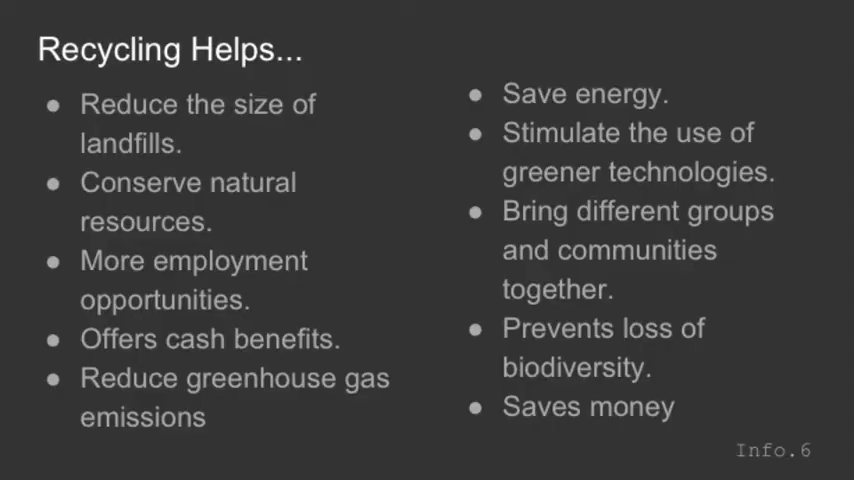 Recycling Helps...
● Reduce the size of
landfills.
● Conserve natural
resources.
● More employment
opportunities.
● Offers cash benefits.
● Reduce greenhouse gas
emissions
● Save energy.
● Stimulate the use of
greener technologies.
● Bring different groups
and communities
together.
● Prevents loss of
biodiversity.
● Saves money
Info.6